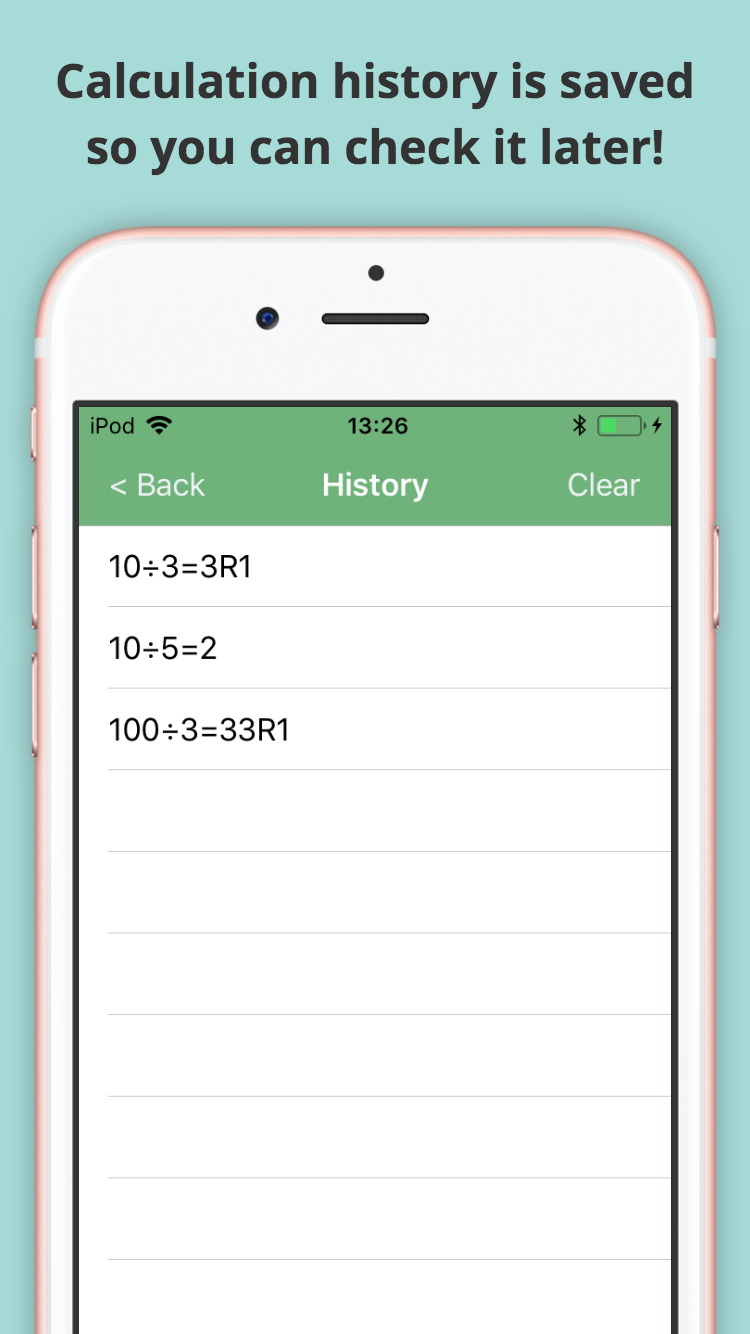 Calculation history is saved
so you can check it later!
iPod 13:26
< Back History Clear
10÷3=3R1
10÷5=2
100÷3=33R1